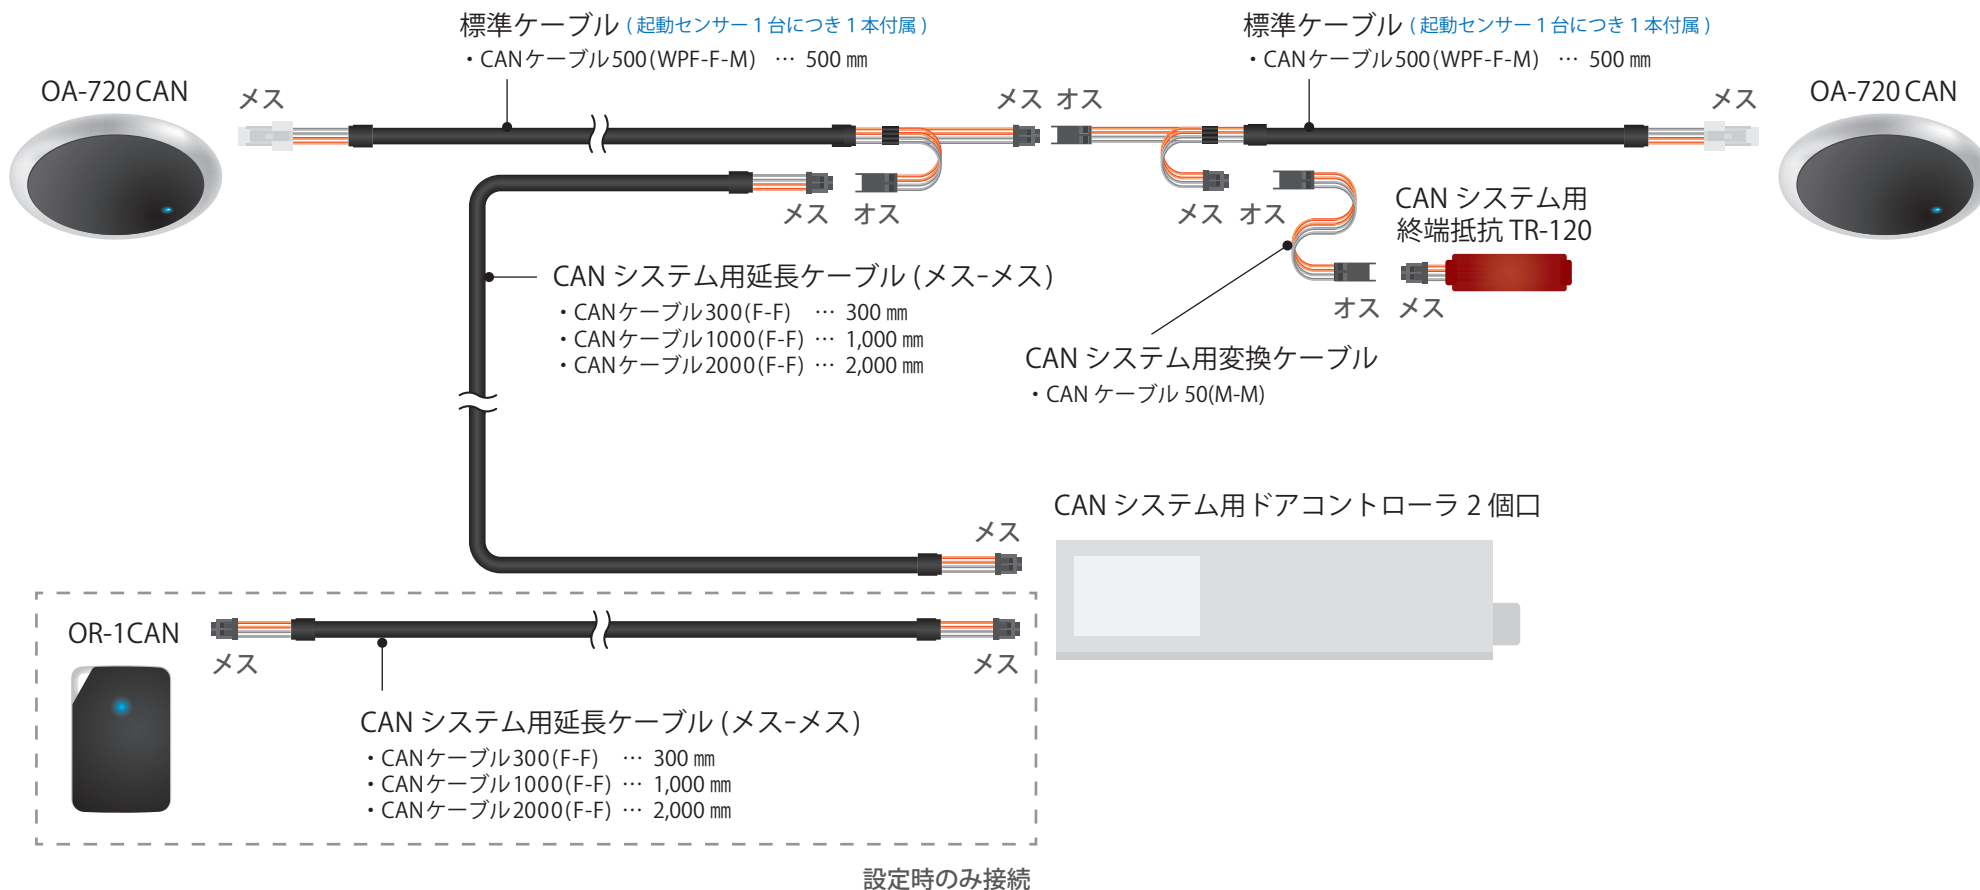 標準ケーブル ( 起動センサー 1 台につき 1 本付属 )
・CANケーブル500(WPF-F-M) … 500 ㎜
標準ケーブル ( 起動センサー 1 台につき 1 本付属 )
・CANケーブル500(WPF-F-M) … 500 ㎜
OA-720 CAN
メス
メス
オス
メス
OA-720 CAN
メス
オス
メス
オス
CAN システム用
終端抵抗 TR-120
オス
メス
CAN システム用延長ケーブル (メス-メス)
・CANケーブル300(F-F) … 300 ㎜
・CANケーブル1000(F-F) … 1,000 ㎜
・CANケーブル2000(F-F) … 2,000 ㎜
CAN システム用変換ケーブル
・CAN ケーブル 50(M-M)
CAN システム用ドアコントローラ 2 個口
メス
OR-1CAN
メス
メス
CAN システム用延長ケーブル (メス-メス)
・CANケーブル300(F-F) … 300 ㎜
・CANケーブル1000(F-F) … 1,000 ㎜
・CANケーブル2000(F-F) … 2,000 ㎜
設定時のみ接続